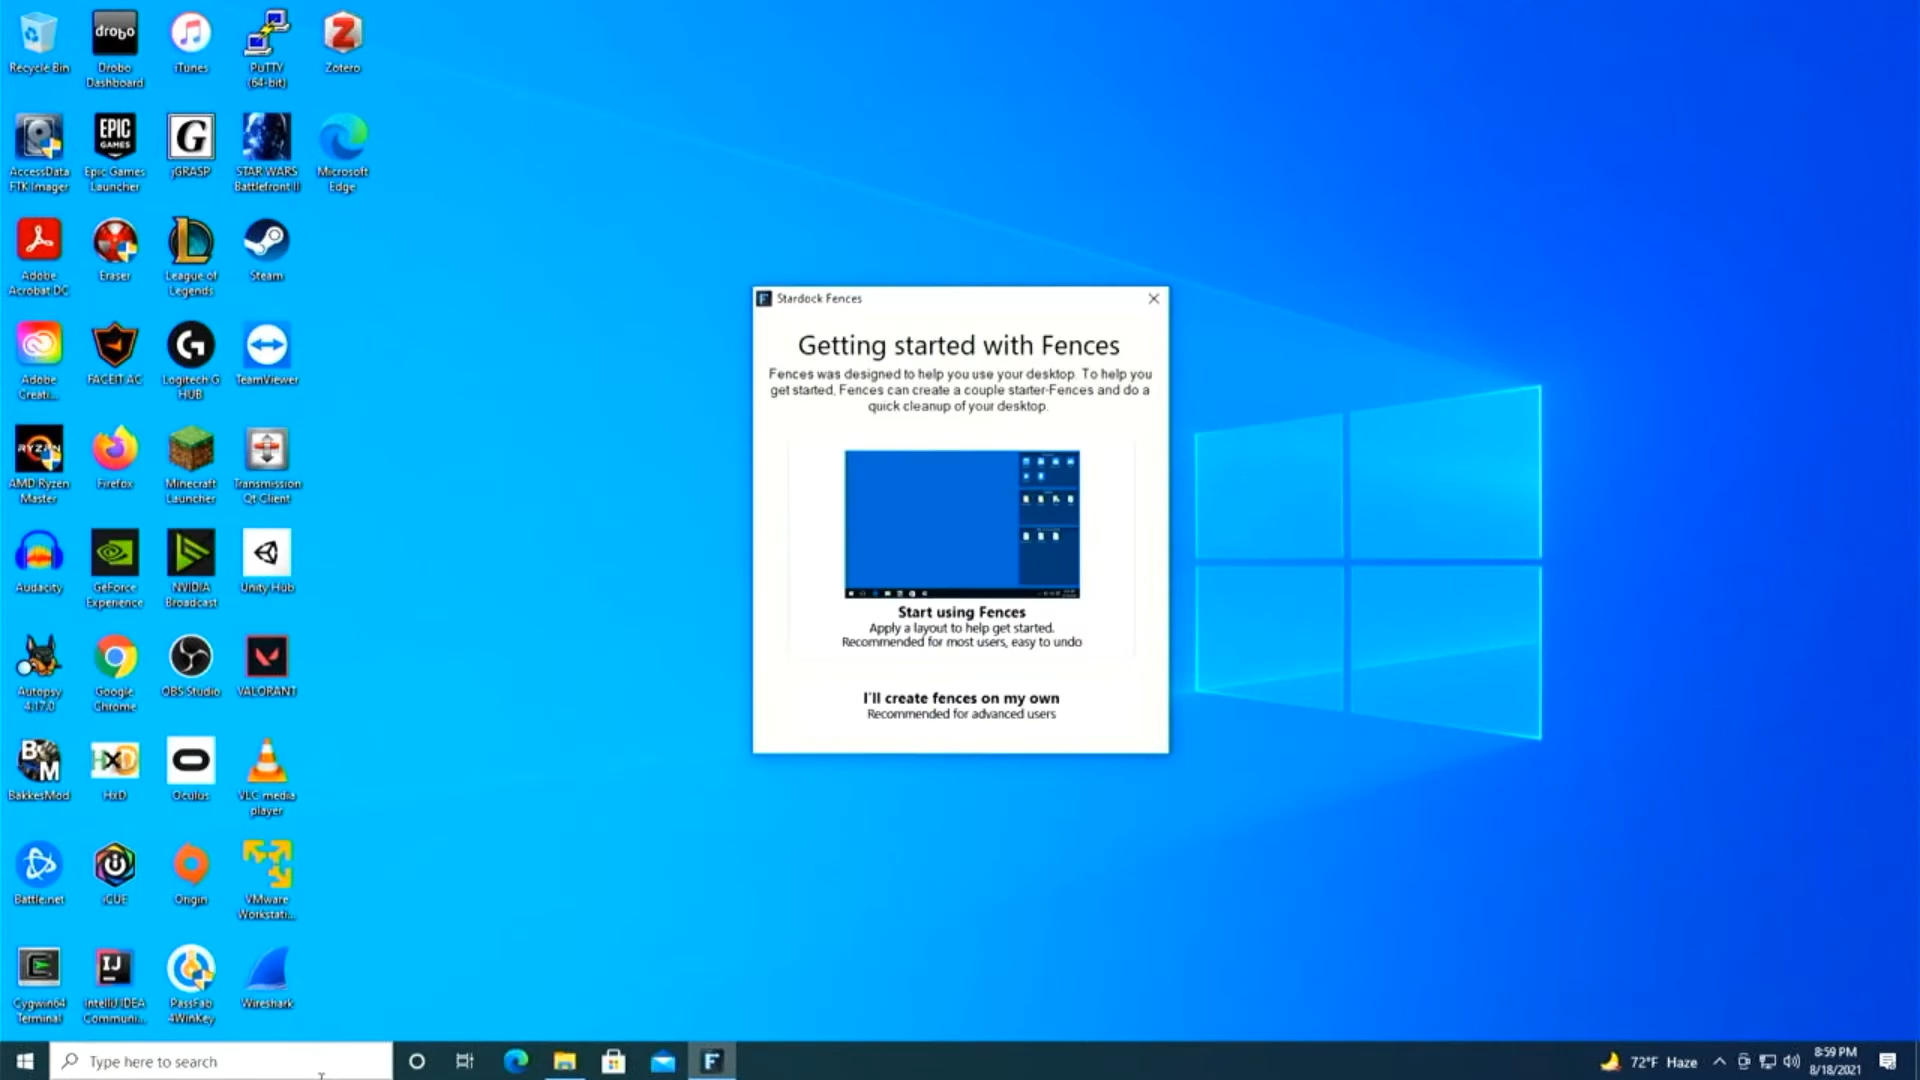 Recycle Bin
drobo
Drobo
Dashboard
iTunes
PuTTY
(64-bit)
Z
Zotero
AccessData
FTK Imager
EPIC
GAMES
Epic Games
Launcher
G
jGRASP
STAR WARS
Battlefront II
Microsoft
Edge
Adobe
Acrobat DC
Eraser
L
League of
Legends
Steam
Adobe
Creati...
FACEIT AC
G
Logitech G
HUB
TeamViewer
RYZEN
AMD Ryzen
Master
Firefox
Minecraft
Launcher
Transmission
Qt Client
Audacity
GeForce
Experience
NVIDIA
Broadcast
Unity Hub
Autopsy
4.17.0
Google
Chrome
OBS Studio
VALORANT
B
M
BakkesMod
HxD
HxD
Oculus
VLC media
player
Battle.net
iCUE
Origin
VMware
Workstati...
Cygwin64
Terminal
IJ
IntelliJ IDEA
Communi...
PassFab
4WinKey
Wireshark
F Stardock Fences
Getting started with Fences
Fences was designed to help you use your desktop. To help you
get started, Fences can create a couple starter-Fences and do a
quick cleanup of your desktop.
Start using Fences
Apply a layout to help get started.
Recommended for most users, easy to undo
I'll create fences on my own
Recommended for advanced users
Type here to search
F
72°F Haze
8:59 PM
8/18/2021